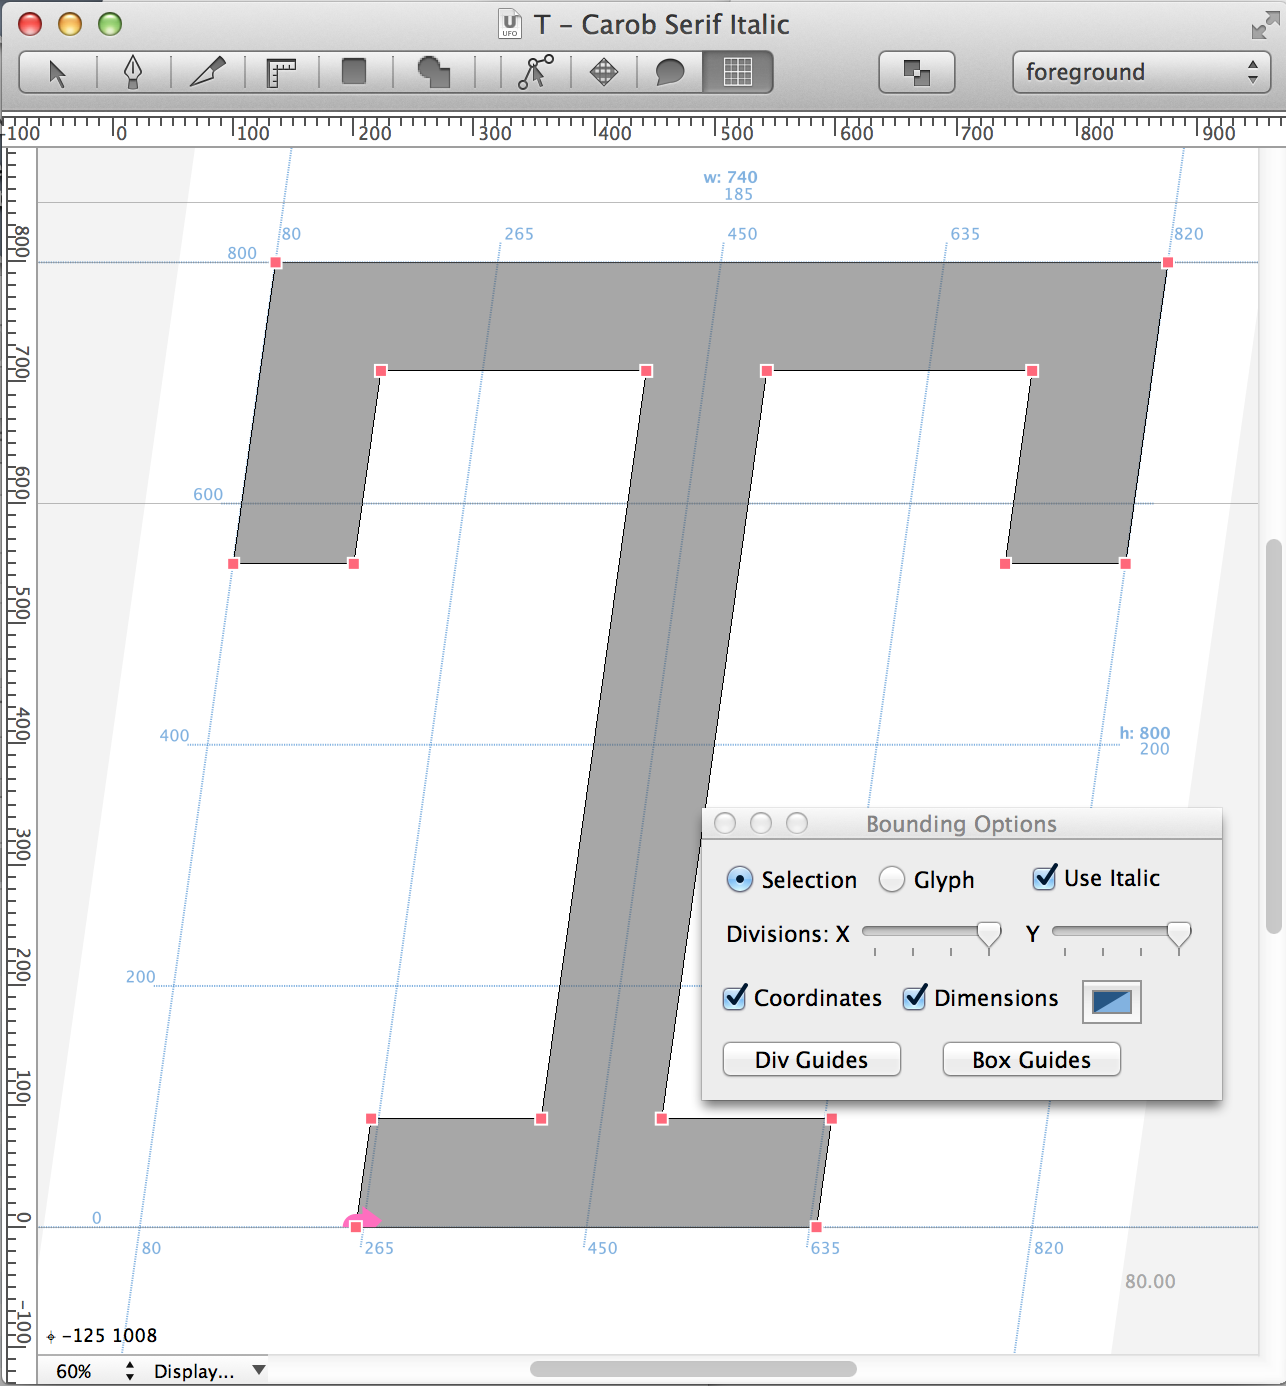 U
UFO
T – Carob Serif Italic
foreground
-100 0 100 200 300 400 500 600 700 800 900
w: 740
185
80 265 450 635 820
800
800
700
600
600
500
400
400
h: 800
200
300
Bounding Options
Selection Glyph Use Italic
Divisions: X Y
200
200
Coordinates Dimensions
Div Guides Box Guides
100
0
0
80 265 450 635 820
80.00
-100
-125 1008
60% Display...